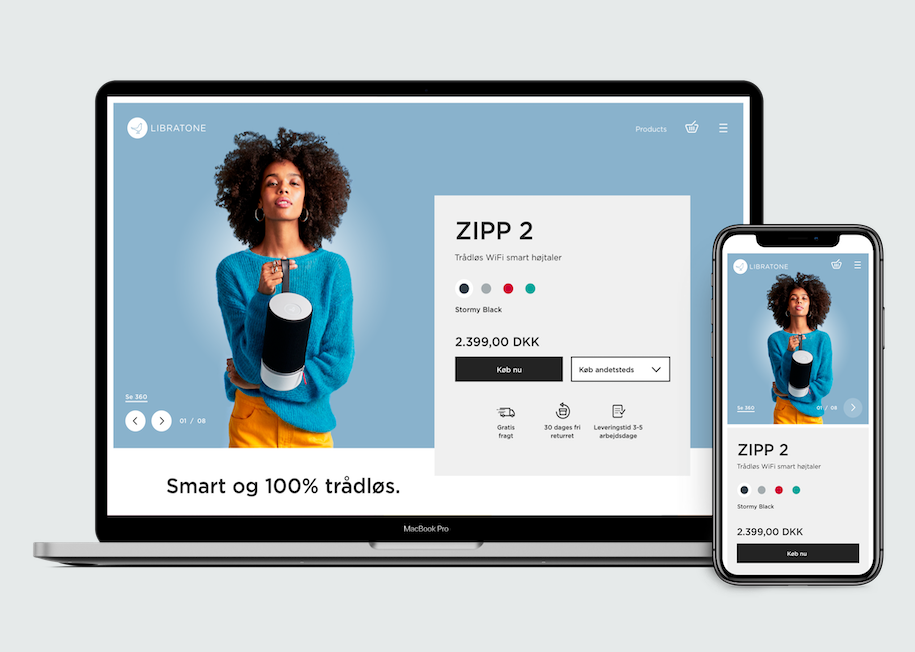 LIBRATONE
Products
ZIPP 2
Trådløs WiFi smart højtaler
Stormy Black
2.399,00 DKK
Køb nu
Køb andetsteds
Gratis
fragt
30 dages fri
returret
Leveringstid 3-5
arbejdsdage
Se 360
01 / 08
Smart og 100% trådløs.
MacBook Pro
LIBRATONE
Se 360
01 / 08
ZIPP 2
Trådløs WiFi smart højtaler
Stormy Black
2.399,00 DKK
Køb nu